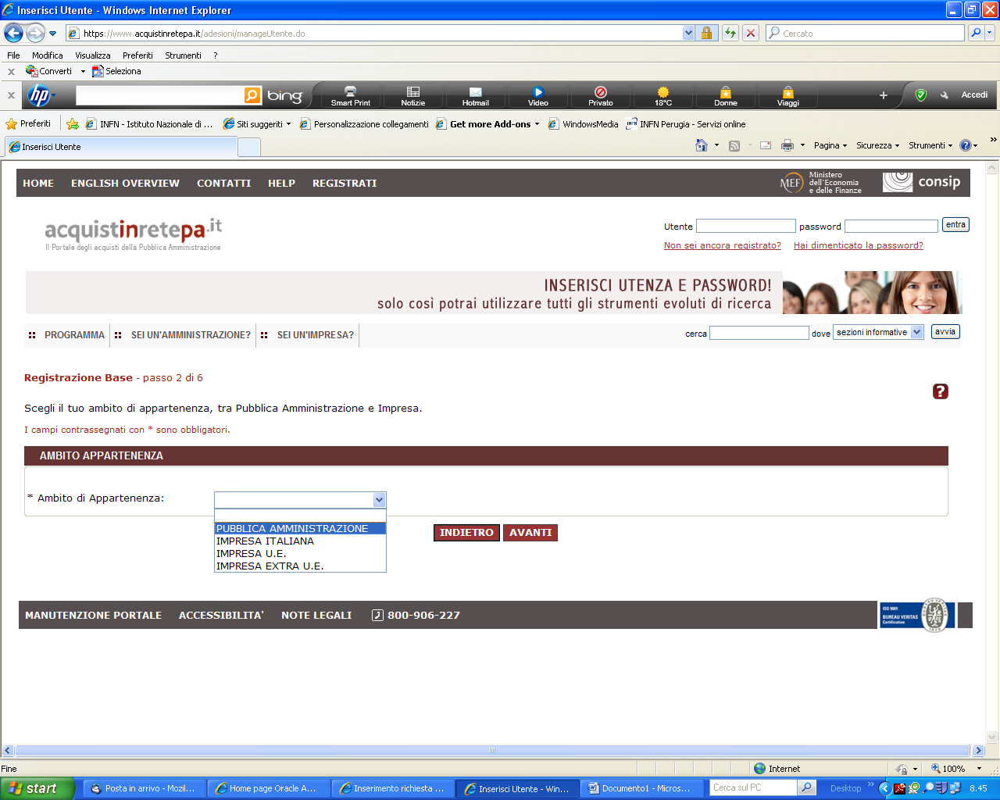 Inserisci Utente - Windows Internet Explorer
https://www.acquistinretepa.it/adesioni/manageUtente.do
Cercato
File Modifica Visualizza Preferiti Strumenti ?
x Converti Seleziona
x hp bing Smart Print Notizie Hotmail Video Privato 18°C Donne Viaggi + Accedi
Preferiti INFN - Istituto Nazionale di ... Siti suggeriti Personalizzazione collegamenti Get more Add-ons WindowsMedia INFN Perugia - Servizi online
Inserisci Utente Pagina Sicurezza Strumenti »
HOME ENGLISH OVERVIEW CONTATTI HELP REGISTRATI
MEF Ministero
dell'Economia
e delle Finanze
consip
acquistinretepa.it
Il Portale degli acquisti della Pubblica Amministrazione
Utente password entra
Non sei ancora registrato? Hai dimenticato la password?
INSERISCI UTENZA E PASSWORD!
solo così potrai utilizzare tutti gli strumenti evoluti di ricerca
PROGRAMMA SEI UN'AMMINISTRAZIONE? SEI UN'IMPRESA?
cerca dove sezioni informative avvia
Registrazione Base - passo 2 di 6
?
Scegli il tuo ambito di appartenenza, tra Pubblica Amministrazione e Impresa.
I campi contrassegnati con * sono obbligatori.
AMBITO APPARTENENZA
* Ambito di Appartenenza:
PUBBLICA AMMINISTRAZIONE
IMPRESA ITALIANA
IMPRESA U.E.
IMPRESA EXTRA U.E.
INDIETRO AVANTI
MANUTENZIONE PORTALE ACCESSIBILITA' NOTE LEGALI 800-906-227
ISO 9001
BUREAU VERITAS
Certification
Fine Internet 100%
start Posta in arrivo - Mozil... Home page Oracle A... Inserimento richiesta ... Inserisci Utente - Win... Documento1 - Micros... Cerca sul PC Desktop » 8.45